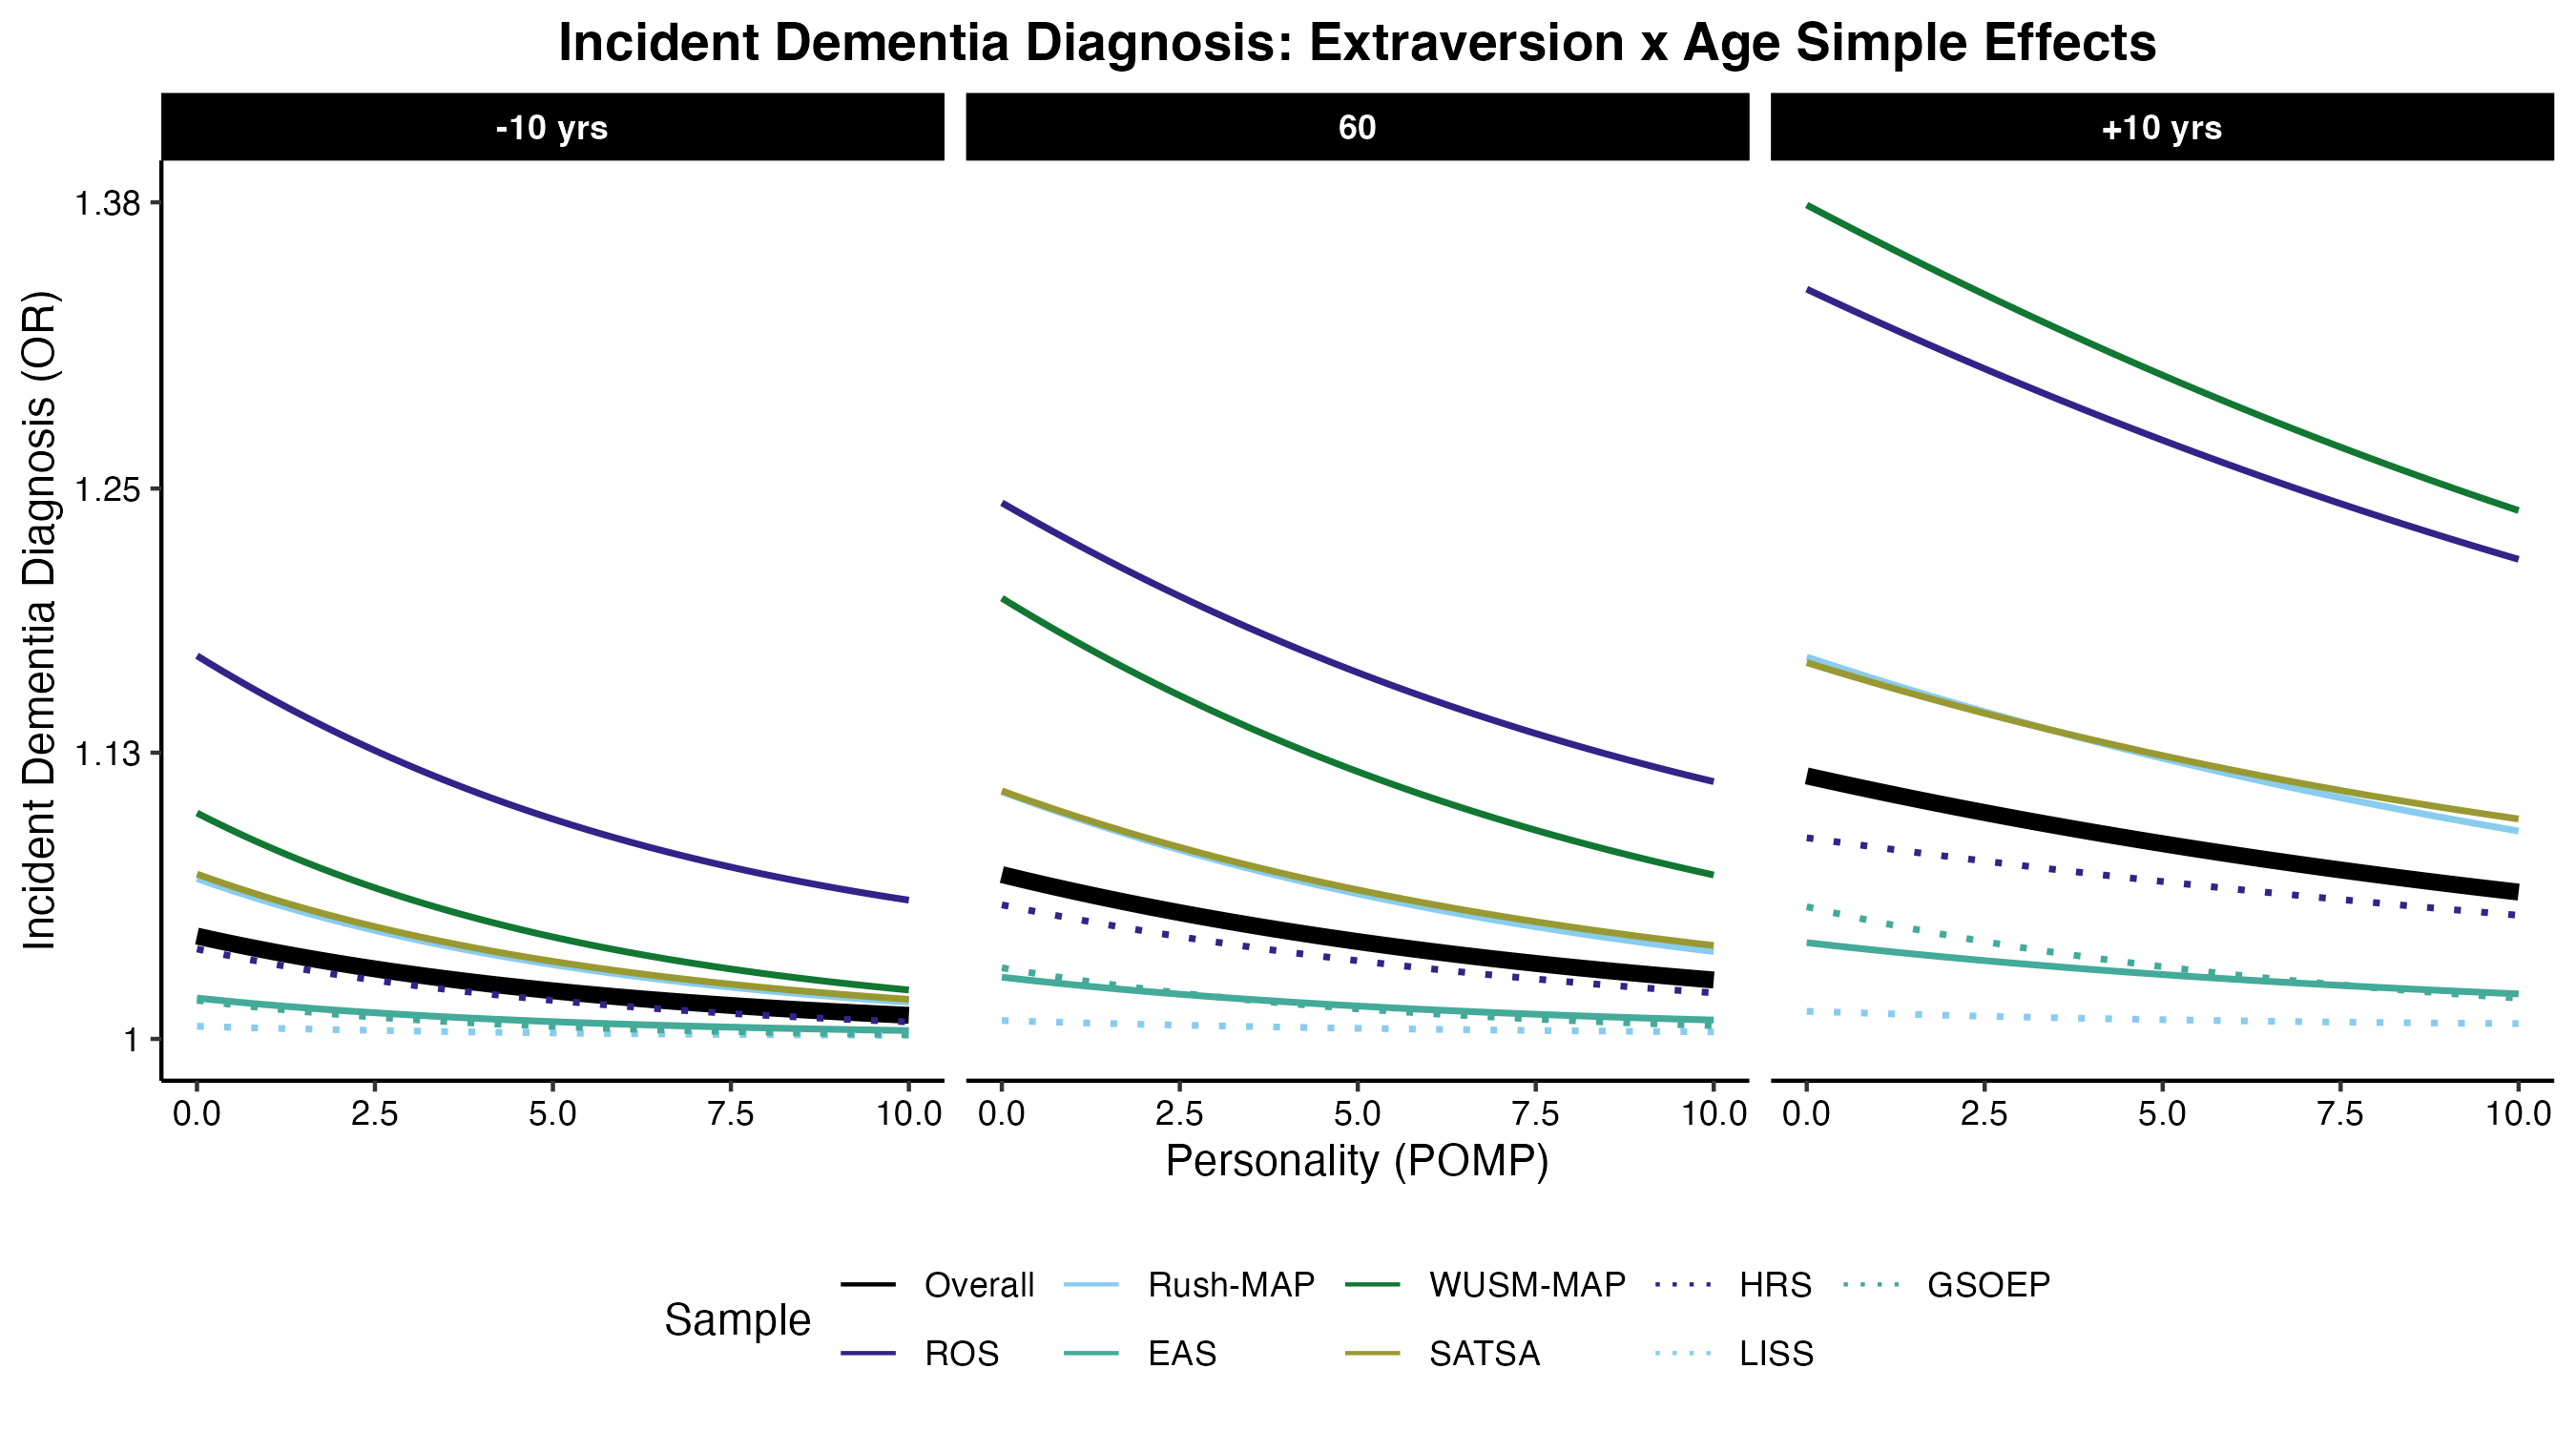 Incident Dementia Diagnosis: Extraversion x Age Simple Effects
-10 yrs
60
+10 yrs
Incident Dementia Diagnosis (OR)
1.38
1.25
1.13
1
0.0 2.5 5.0 7.5 10.0
0.0 2.5 5.0 7.5 10.0
0.0 2.5 5.0 7.5 10.0
Personality (POMP)
Sample
Overall Rush-MAP WUSM-MAP HRS GSOEP
ROS EAS SATSA LISS